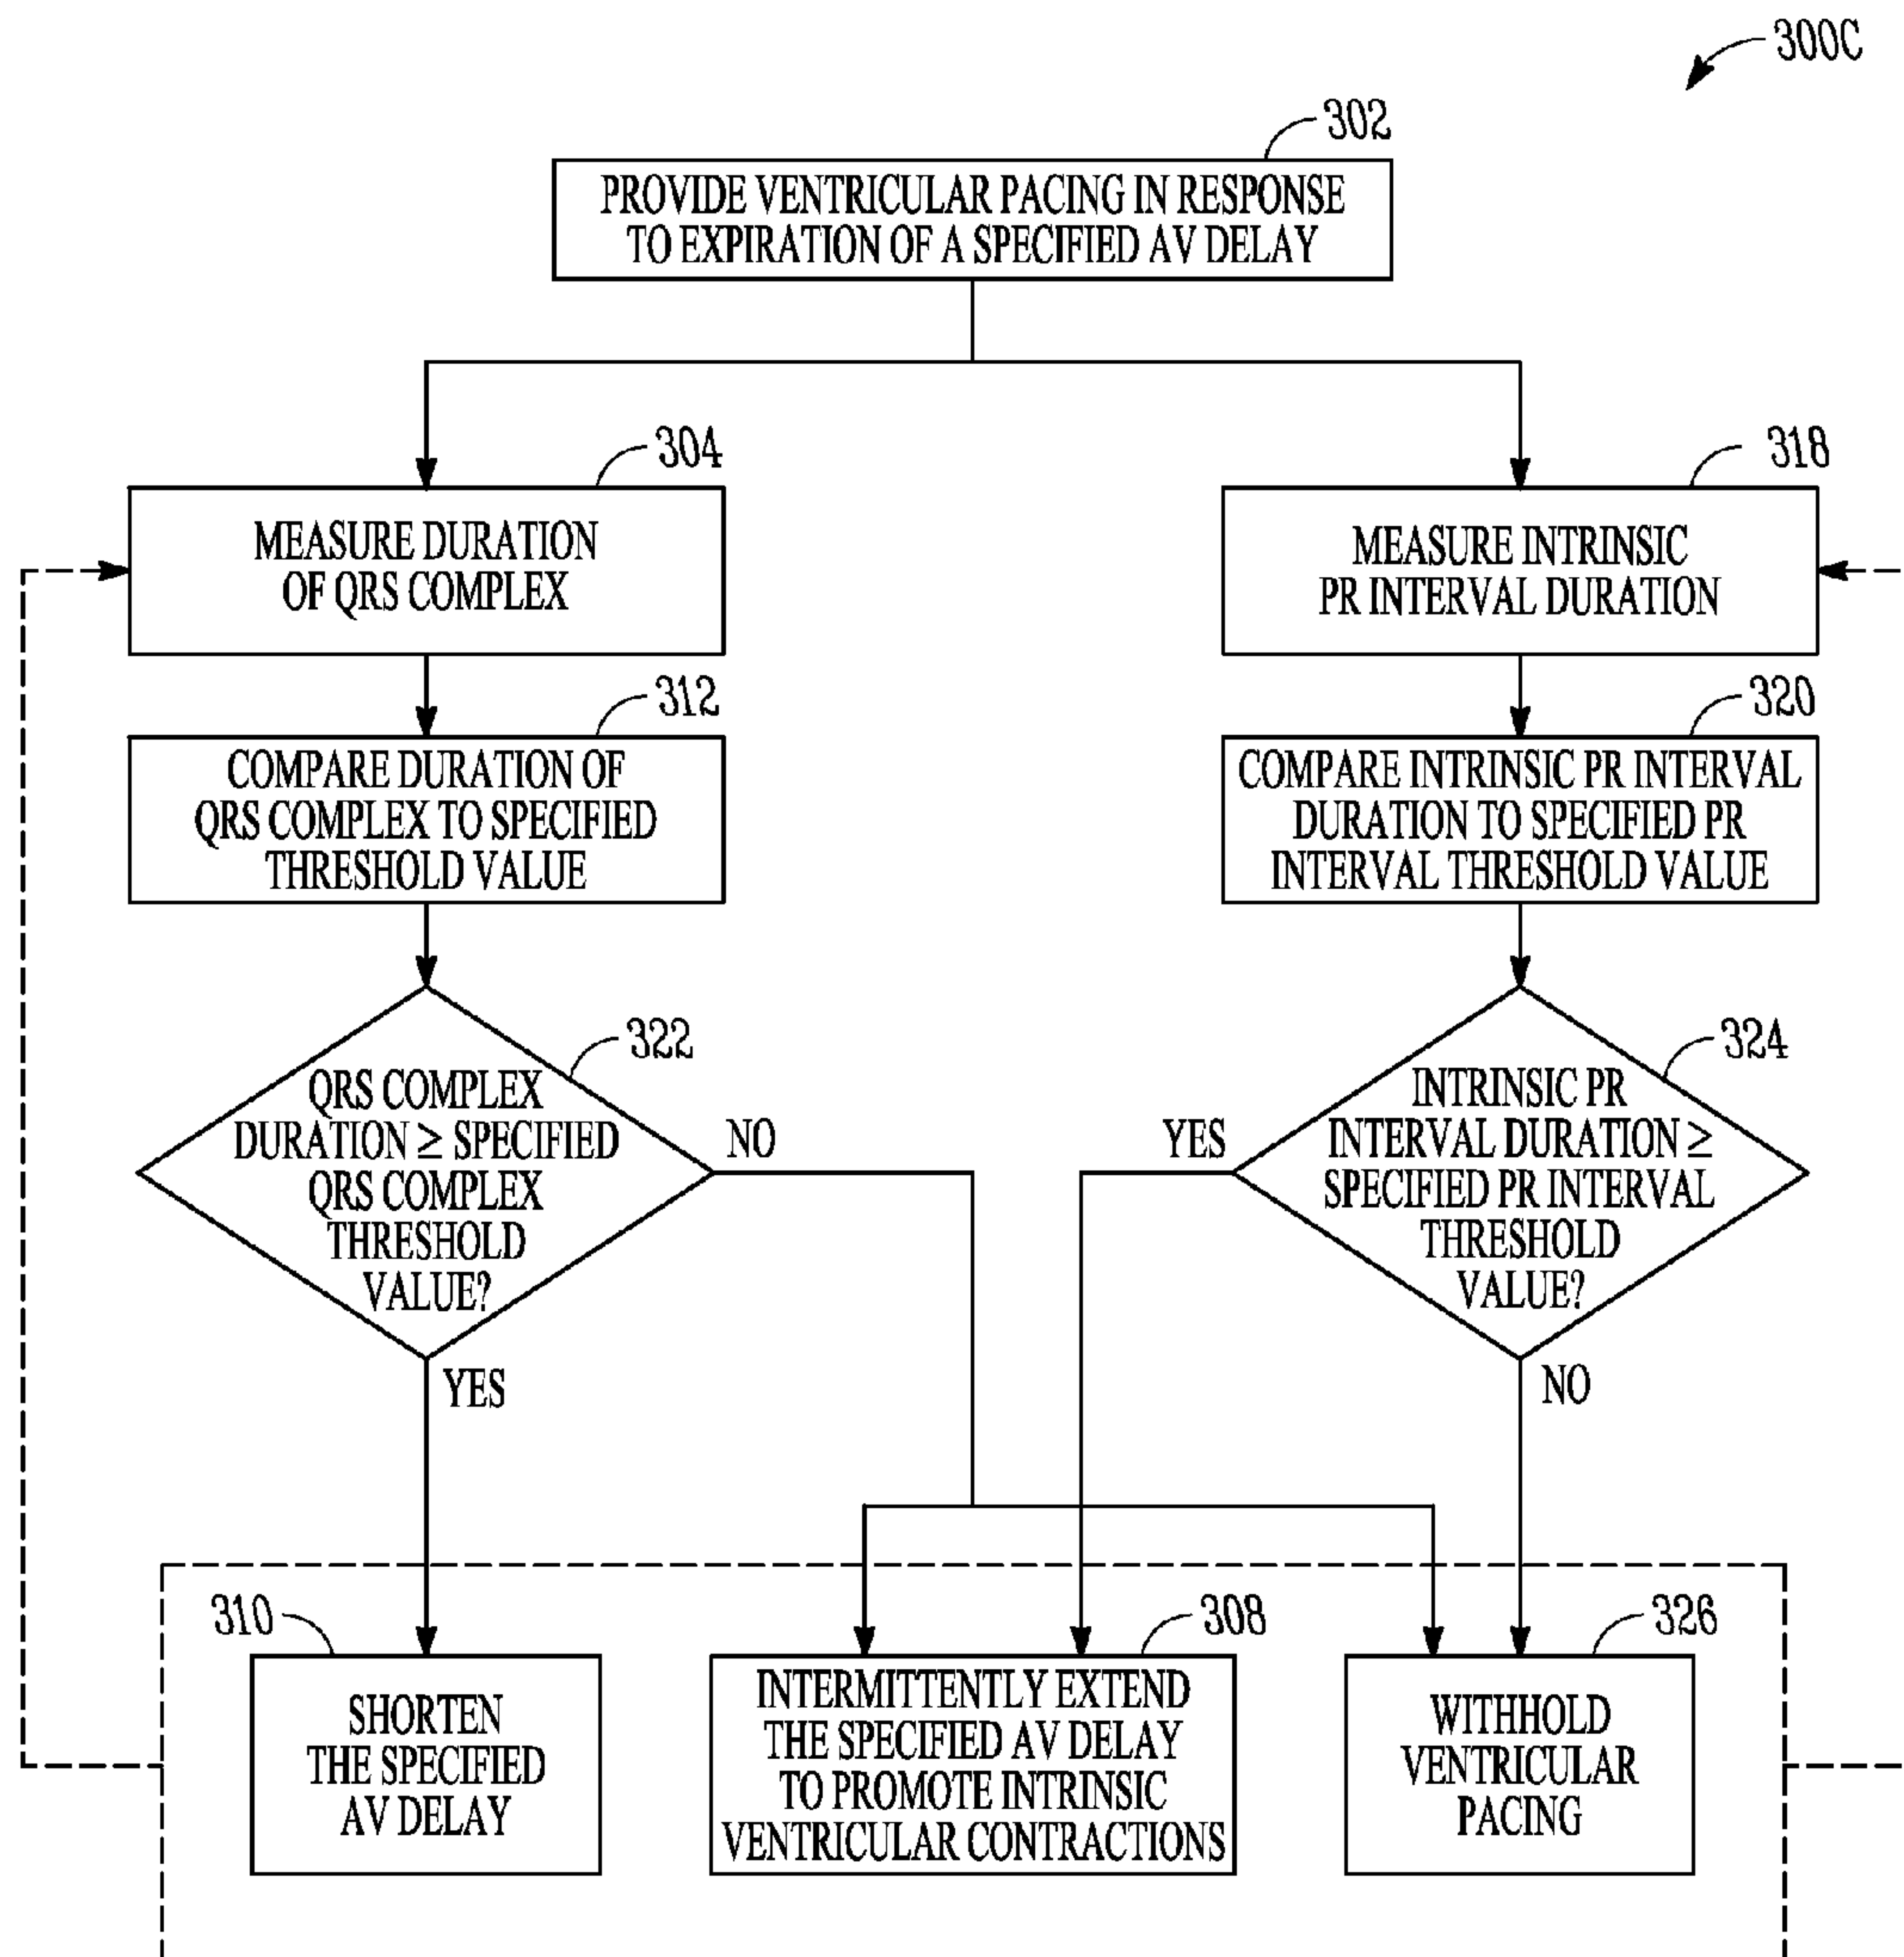 300C
302
PROVIDE VENTRICULAR PACING IN RESPONSE
TO EXPIRATION OF A SPECIFIED AV DELAY
304
MEASURE DURATION
OF QRS COMPLEX
318
MEASURE INTRINSIC
PR INTERVAL DURATION
312
COMPARE DURATION OF
QRS COMPLEX TO SPECIFIED
THRESHOLD VALUE
320
COMPARE INTRINSIC PR INTERVAL
DURATION TO SPECIFIED PR
INTERVAL THRESHOLD VALUE
322
QRS COMPLEX
DURATION ≥ SPECIFIED
QRS COMPLEX
THRESHOLD
VALUE?
NO
YES
324
INTRINSIC PR
INTERVAL DURATION ≥
SPECIFIED PR INTERVAL
THRESHOLD
VALUE?
YES
NO
310
SHORTEN
THE SPECIFIED
AV DELAY
308
INTERMITTENTLY EXTEND
THE SPECIFIED AV DELAY
TO PROMOTE INTRINSIC
VENTRICULAR CONTRACTIONS
326
WITHHOLD
VENTRICULAR
PACING